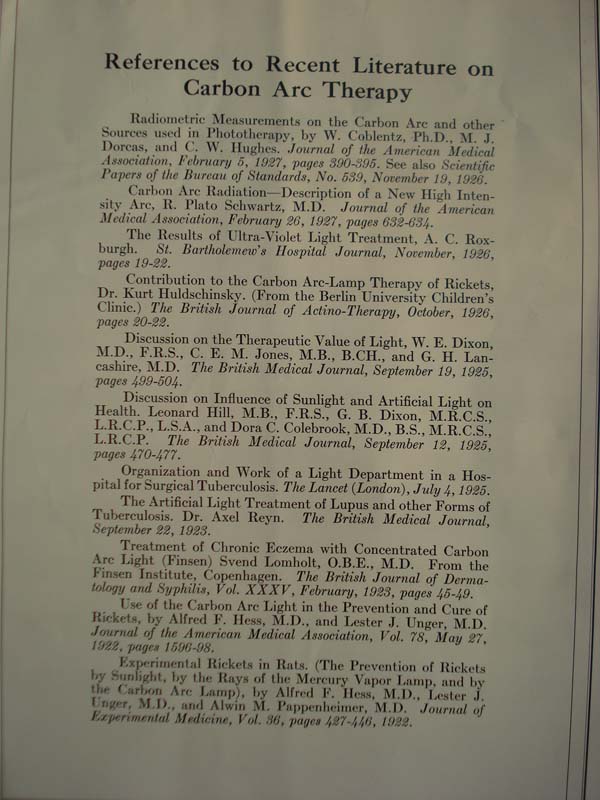 References to Recent Literature on
Carbon Arc Therapy
Radiometric Measurements on the Carbon Arc and other
Sources used in Phototherapy, by W. Coblentz, Ph.D., M. J.
Dorcas, and C. W. Hughes. Journal of the American Medical
Association, February 5, 1927, pages 390-395. See also Scientific
Papers of the Bureau of Standards, No. 539, November 19, 1926.
Carbon Arc Radiation—Description of a New High Inten-
sity Arc, R. Plato Schwartz, M.D. Journal of the American
Medical Association, February 26, 1927, pages 632-634.
The Results of Ultra-Violet Light Treatment, A. C. Rox-
burgh. St. Bartholemew's Hospital Journal, November, 1926,
pages 19-22.
Contribution to the Carbon Arc-Lamp Therapy of Rickets,
Dr. Kurt Huldschinsky. (From the Berlin University Children's
Clinic.) The British Journal of Actino-Therapy, October, 1926,
pages 20-22.
Discussion on the Therapeutic Value of Light, W. E. Dixon,
M.D., F.R.S., C. E. M. Jones, M.B., B.CH., and G. H. Lan-
cashire, M.D. The British Medical Journal, September 19, 1925,
pages 499-504.
Discussion on Influence of Sunlight and Artificial Light on
Health. Leonard Hill, M.B., F.R.S., G. B. Dixon, M.R.C.S.,
L.R.C.P., L.S.A., and Dora C. Colebrook, M.D., B.S., M.R.C.S.,
L.R.C.P. The British Medical Journal, September 12, 1925,
pages 470-477.
Organization and Work of a Light Department in a Hos-
pital for Surgical Tuberculosis. The Lancet (London), July 4, 1925.
The Artificial Light Treatment of Lupus and other Forms of
Tuberculosis. Dr. Axel Reyn. The British Medical Journal,
September 22, 1923.
Treatment of Chronic Eczema with Concentrated Carbon
Arc Light (Finsen) Svend Lomholt, O.B.E., M.D. From the
Finsen Institute, Copenhagen. The British Journal of Derma-
tology and Syphilis, Vol. XXXV, February, 1923, pages 45-49.
Use of the Carbon Arc Light in the Prevention and Cure of
Rickets, by Alfred F. Hess, M.D., and Lester J. Unger, M.D.
Journal of the American Medical Association, Vol. 78, May 27,
1922, pages 1596-98.
Experimental Rickets in Rats. (The Prevention of Rickets
by Sunlight, by the Rays of the Mercury Vapor Lamp, and by
the Carbon Arc Lamp), by Alfred F. Hess, M.D., Lester J.
Unger, M.D., and Alwin M. Pappenheimer, M.D. Journal of
Experimental Medicine, Vol. 36, pages 427-446, 1922.